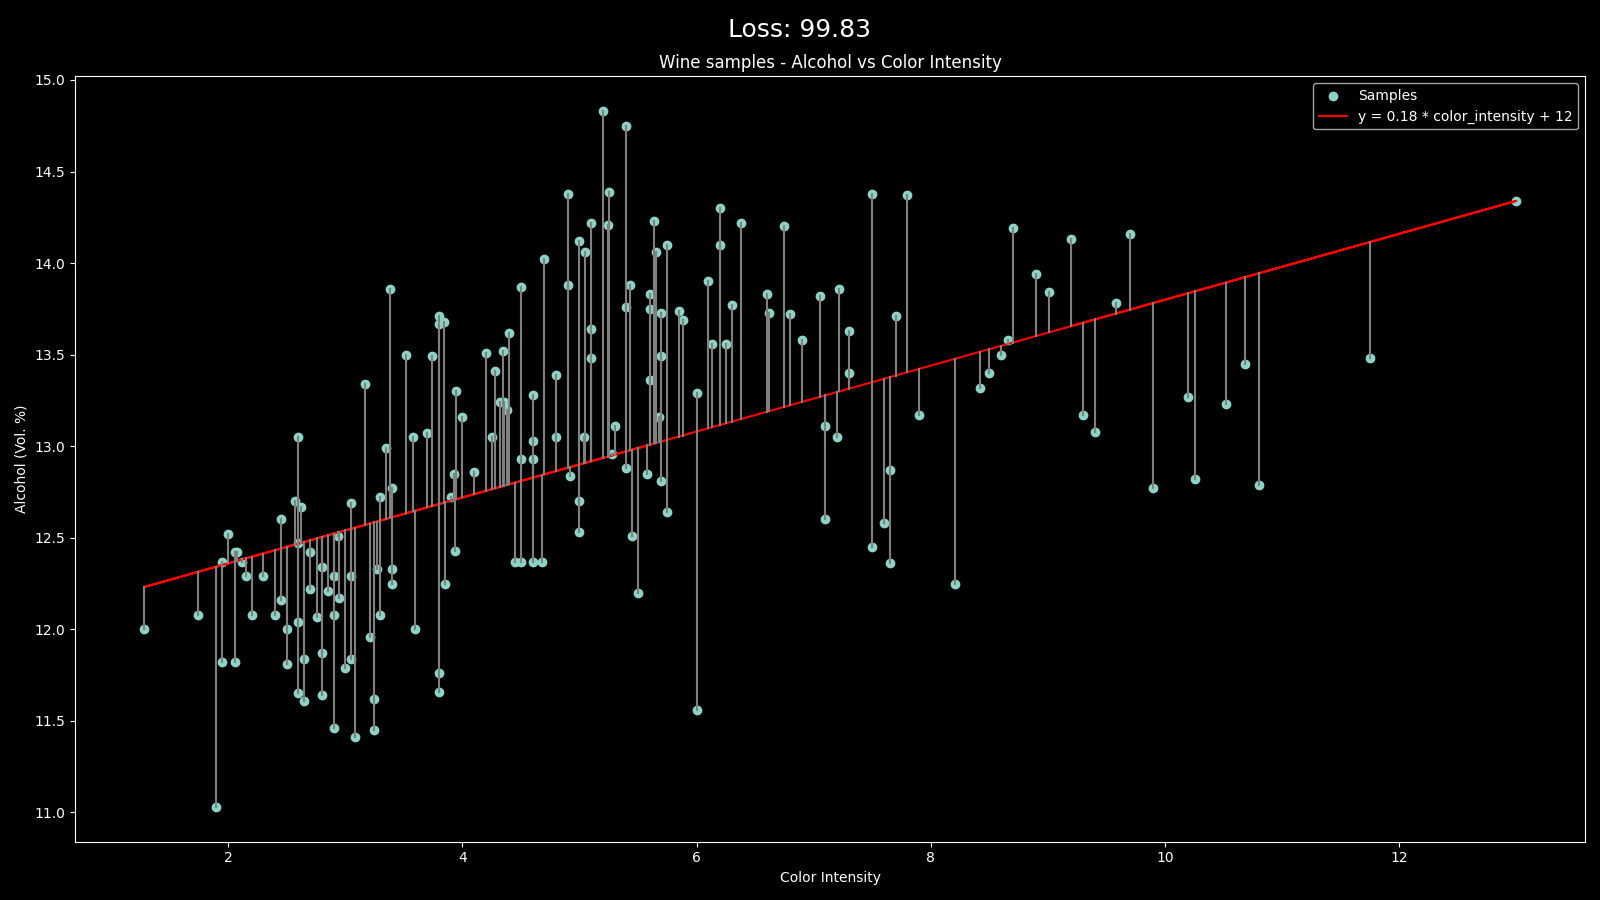 Loss: 99.83
Wine samples - Alcohol vs Color Intensity
Samples
y = 0.18 * color_intensity + 12
15.0
14.5
14.0
13.5
13.0
12.5
12.0
11.5
11.0
Alcohol (Vol. %)
2 4 6 8 10 12
Color Intensity